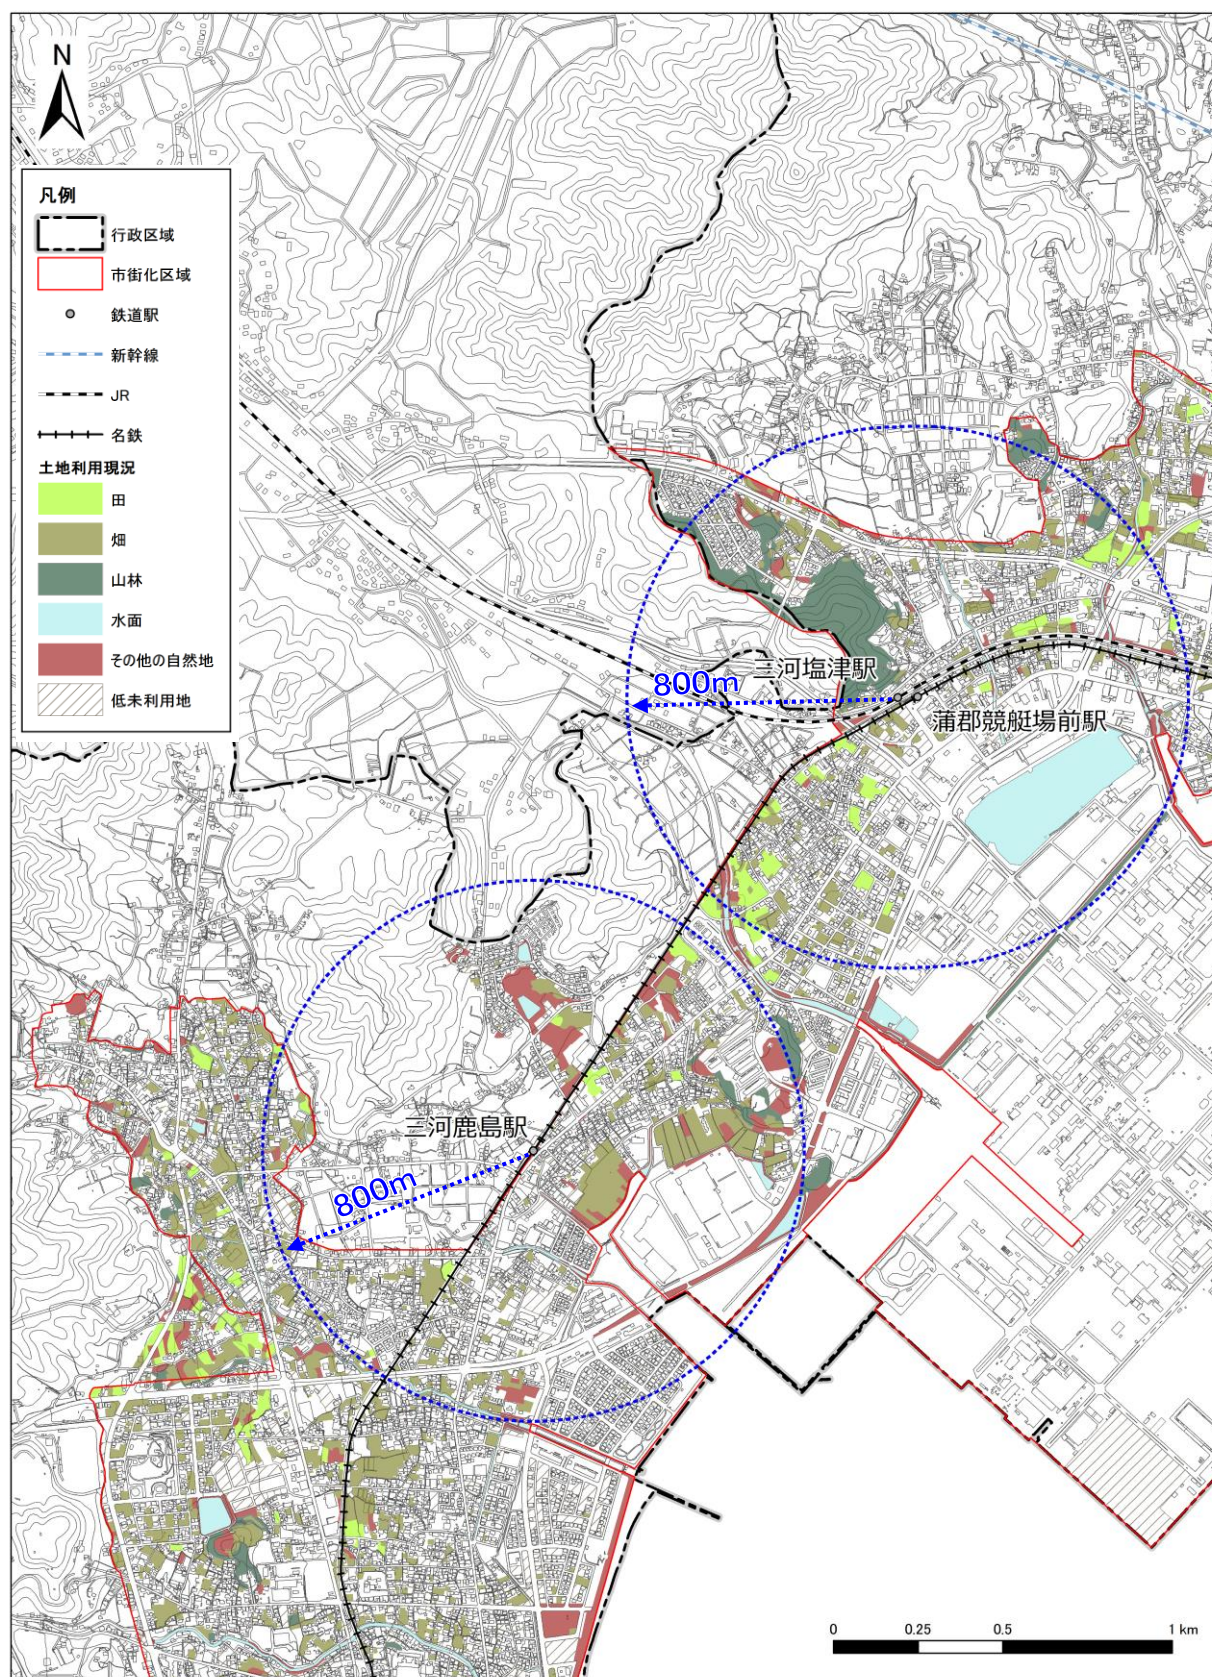 N
凡例
行政区域
市街化区域
鉄道駅
新幹線
JR
名鉄
土地利用現況
田
畑
山林
水面
その他の自然地
低未利用地
三河塩津駅
800m
蒲郡競艇場前駅
三河鹿島駅
800m
0 0.25 0.5 1 km